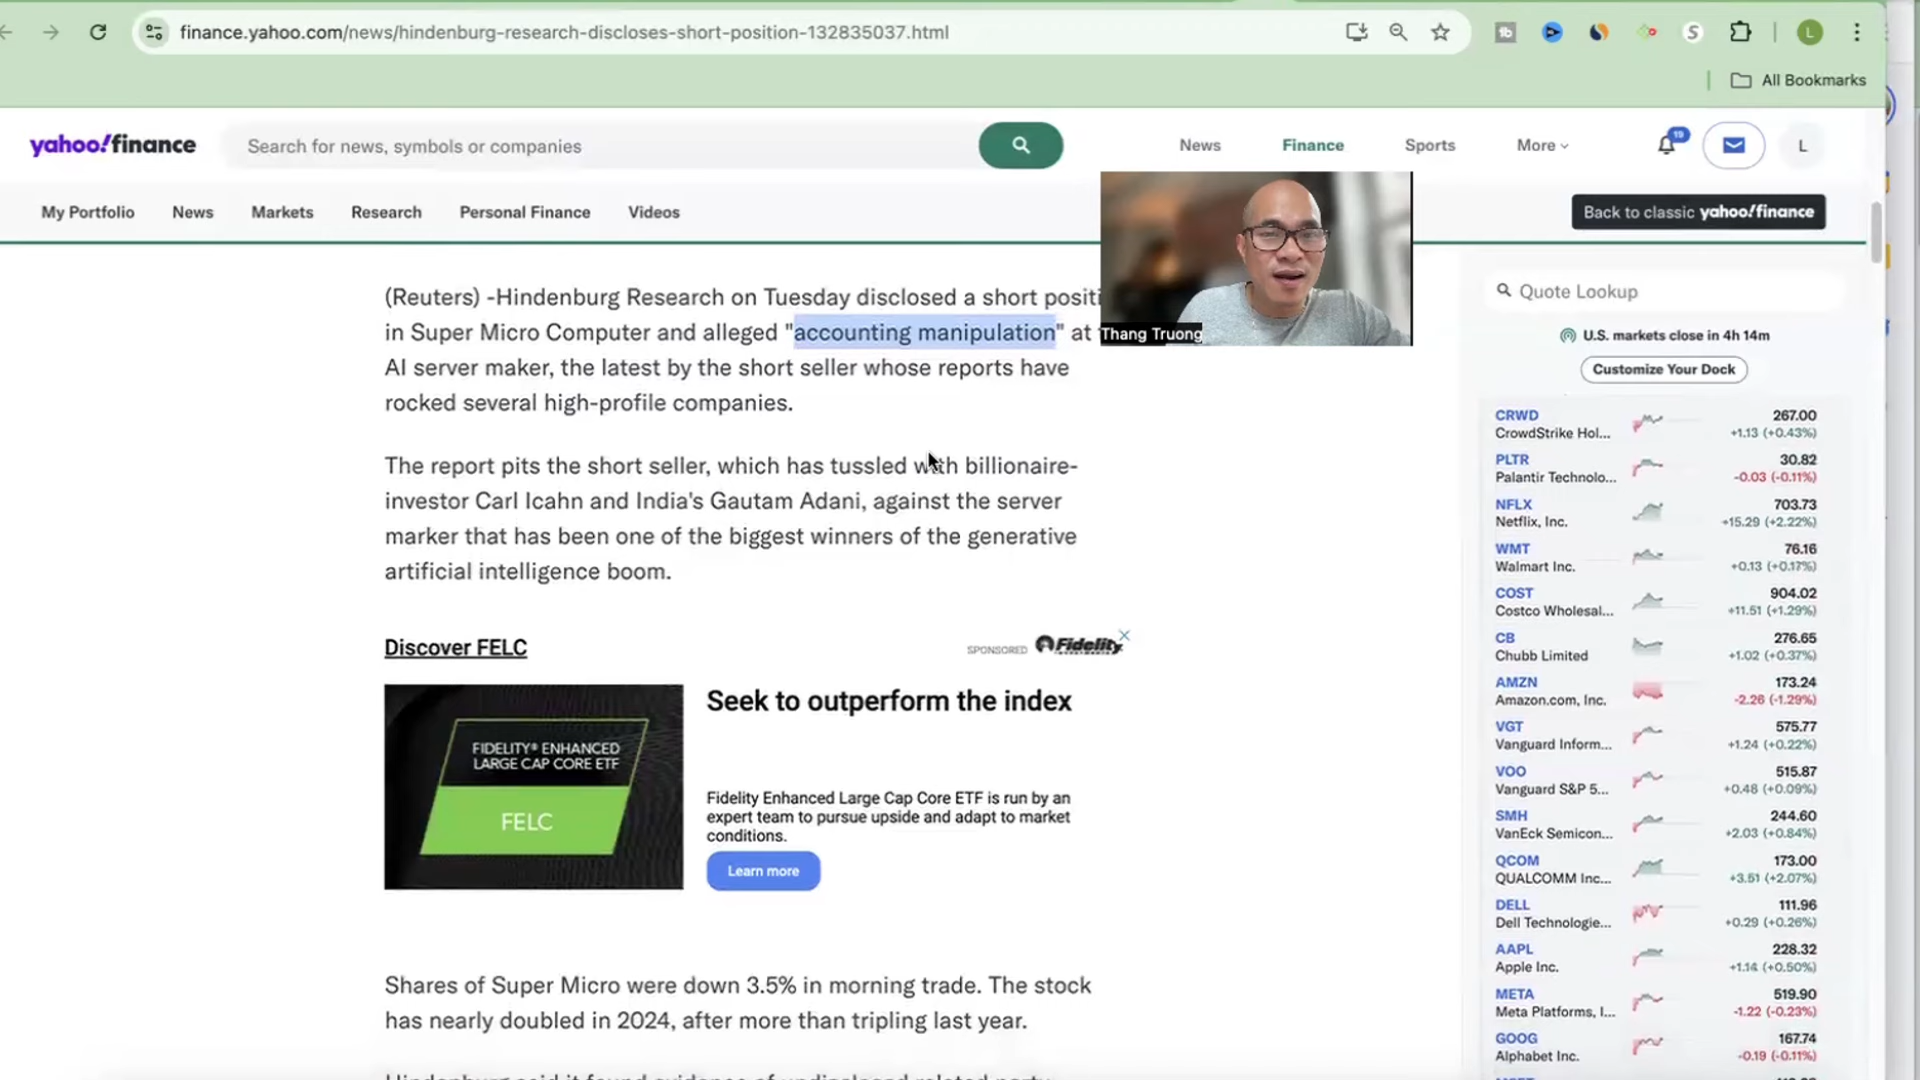 finance.yahoo.com/news/hindenburg-research-discloses-short-position-132835037.html
All Bookmarks
yahoo!finance
Search for news, symbols or companies
News
Finance
Sports
More
19
L
My Portfolio
News
Markets
Research
Personal Finance
Videos
Back to classic yahoo!finance
(Reuters) -Hindenburg Research on Tuesday disclosed a short positi
in Super Micro Computer and alleged "accounting manipulation" at
AI server maker, the latest by the short seller whose reports have
rocked several high-profile companies.
Thang Truong
The report pits the short seller, which has tussled with billionaire-
investor Carl Icahn and India's Gautam Adani, against the server
marker that has been one of the biggest winners of the generative
artificial intelligence boom.
Discover FELC
SPONSORED
Fidelity
INVESTMENTS
FIDELITY® ENHANCED
LARGE CAP CORE ETF
FELC
Seek to outperform the index
Fidelity Enhanced Large Cap Core ETF is run by an
expert team to pursue upside and adapt to market
conditions.
Learn more
Shares of Super Micro were down 3.5% in morning trade. The stock
has nearly doubled in 2024, after more than tripling last year.
Hindenburg said it found evidence of undisclosed related party
Quote Lookup
U.S. markets close in 4h 14m
Customize Your Dock
CRWD 267.00
CrowdStrike Hol... +1.13 (+0.43%)
PLTR 30.82
Palantir Technolo... -0.03 (-0.11%)
NFLX 703.73
Netflix, Inc. +15.29 (+2.22%)
WMT 76.16
Walmart Inc. +0.13 (+0.17%)
COST 904.02
Costco Wholesal... +11.51 (+1.29%)
CB 276.65
Chubb Limited +1.02 (+0.37%)
AMZN 173.24
Amazon.com, Inc. -2.26 (-1.29%)
VGT 575.77
Vanguard Inform... +1.24 (+0.22%)
VOO 515.87
Vanguard S&P 5... +0.48 (+0.09%)
SMH 244.60
VanEck Semicon... +2.03 (+0.84%)
QCOM 173.00
QUALCOMM Inc... +3.51 (+2.07%)
DELL 111.96
Dell Technologie... +0.29 (+0.26%)
AAPL 228.32
Apple Inc. +1.14 (+0.50%)
META 519.90
Meta Platforms, I... -1.22 (-0.23%)
GOOG 167.74
Alphabet Inc. -0.19 (-0.11%)